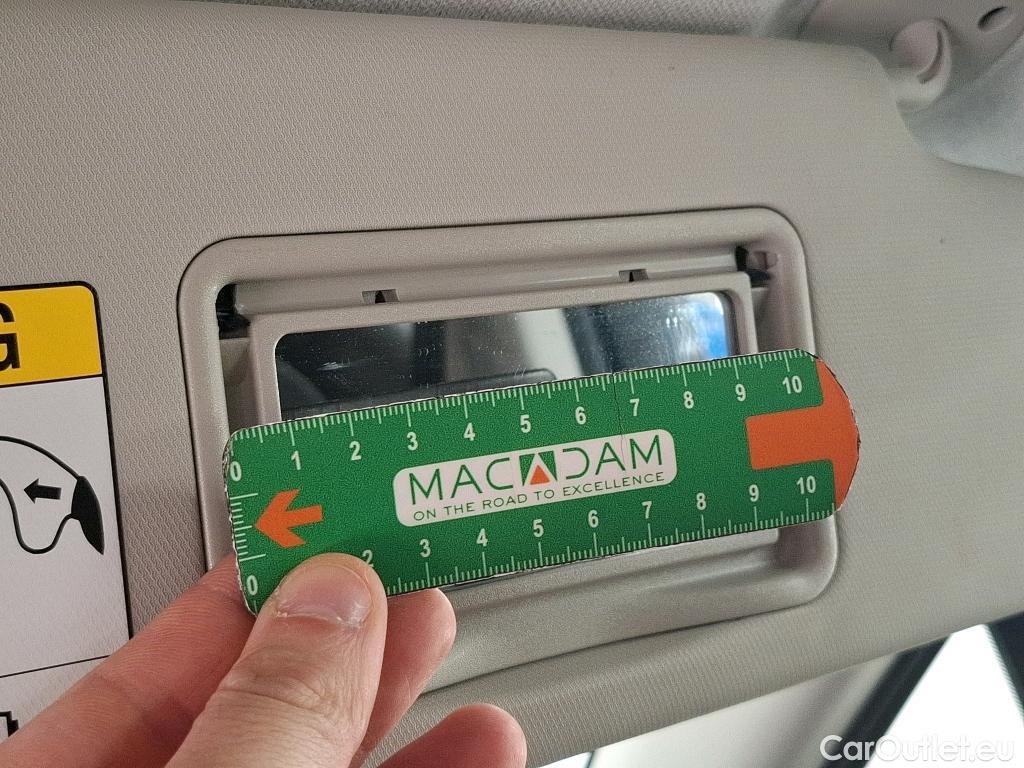 G
0 1 2 3 4 5 6 7 8 9 10
MACADAM
ON THE ROAD TO EXCELLENCE
0 2 3 4 5 6 7 8 9 10
CarOutlet.eu